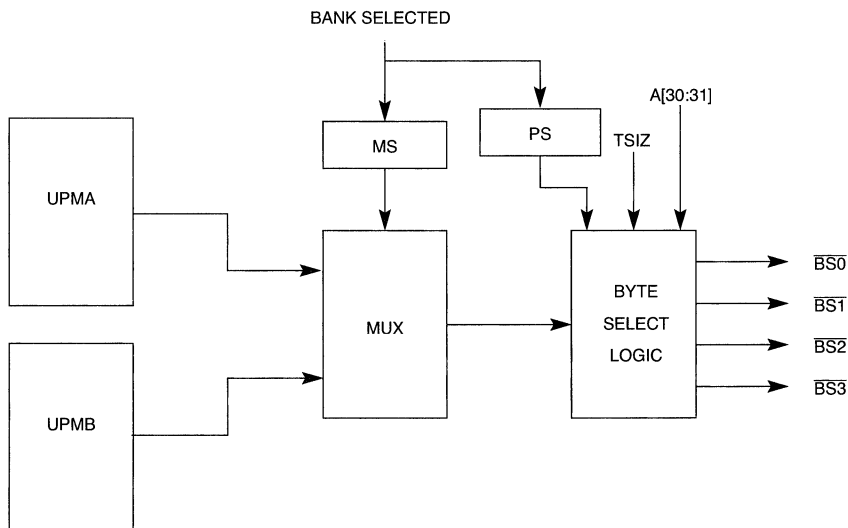 BANK SELECTED
A[30:31]
MS
PS
TSIZ
UPMA
MUX
BYTE
SELECT
LOGIC
BS0
BS1
BS2
BS3
UPMB